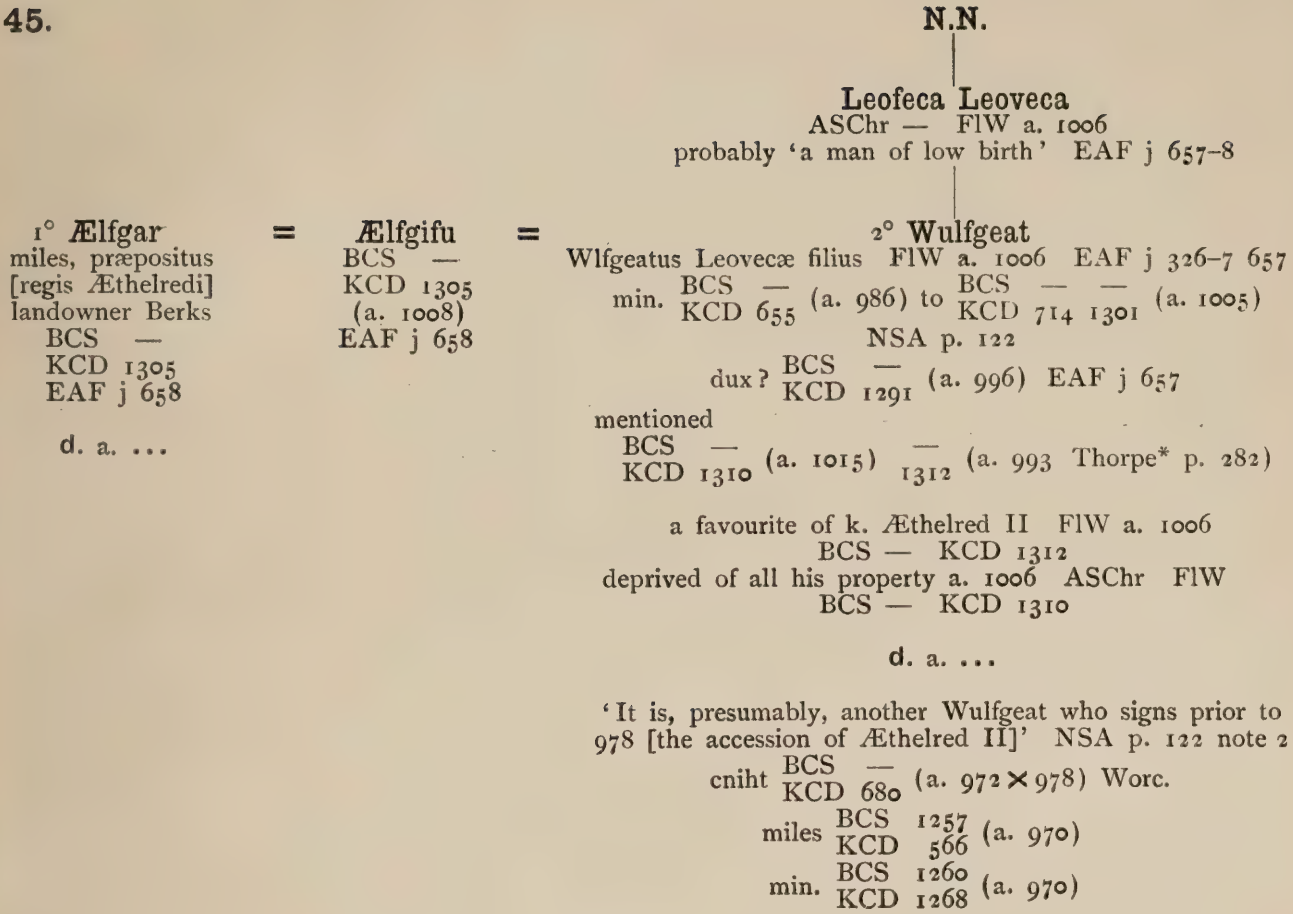 45.
N.N.
Leofeca Leoveca
ASChr — FlW a. 1006
probably ‘a man of low birth’ EAF j 657–8
1° Ælfgar = Ælfgifu = 2° Wulfgeat
miles, præpositus
[regis Æthelredi]
landowner Berks
BCS —
KCD 1305
EAF j 658
d. a. ...
BCS —
KCD 1305
(a. 1008)
EAF j 658
Wlfgeatus Leovecæ filius FlW a. 1006 EAF j 326–7 657
min. BCS — KCD 655 (a. 986) to BCS — — KCD 714 1301 (a. 1005)
NSA p. 122
dux? BCS — KCD 1291 (a. 996) EAF j 657
mentioned
BCS — KCD 1310 (a. 1015) — 1312 (a. 993 Thorpe* p. 282)
a favourite of k. Æthelred II FlW a. 1006
BCS — KCD 1312
deprived of all his property a. 1006 ASChr FlW
BCS — KCD 1310
d. a. ...
‘It is, presumably, another Wulfgeat who signs prior to
978 [the accession of Æthelred II]’ NSA p. 122 note 2
cniht BCS — KCD 680 (a. 972 × 978) Worc.
miles BCS 1257 KCD 566 (a. 970)
min. BCS 1260 KCD 1268 (a. 970)